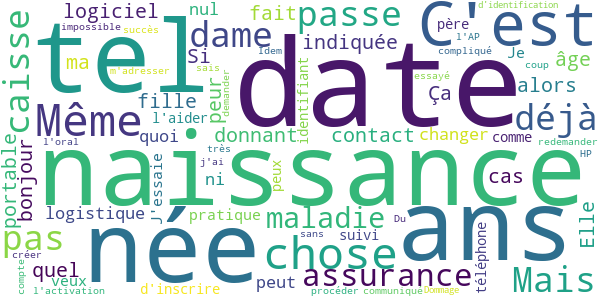 logiciel nul fait passe C'est d'identification
impossible succès père l'AP
caisse tel dame indiquée Idem compliqué Je
ma Si date coup âge
m'adresser sais essayé
Même fille peur demander identifiant Ça alors déjà
l'aider
l'oral quoi donnant contact changer comme redemander
portable bonjour naissance HP
très j'ai
J'essaie ni peux cas
logistique pratique maladie Du ans Elle
pas née sans suivi téléphone
créer quel chose Mais
compte veux peut assurance
l'activation d'inscrire procéder communique Dommage